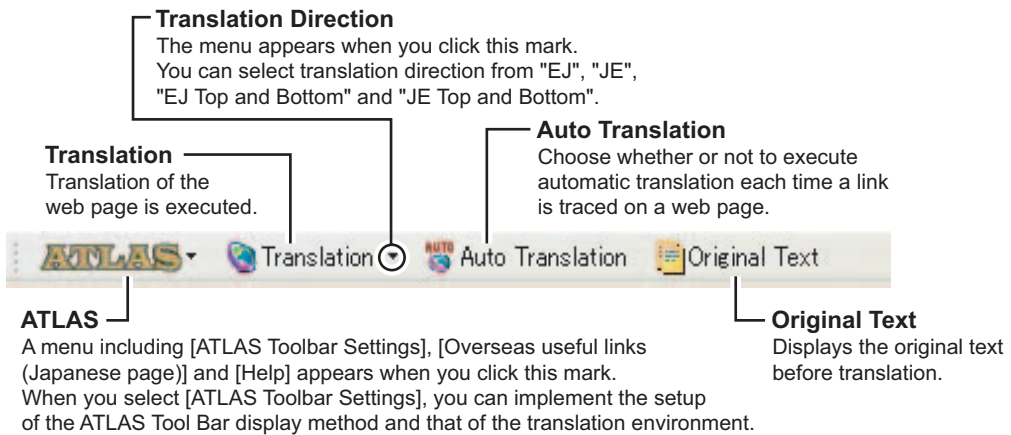 Translation Direction
The menu appears when you click this mark.
You can select translation direction from "EJ", "JE",
"EJ Top and Bottom" and "JE Top and Bottom".
Auto Translation
Choose whether or not to execute
automatic translation each time a link
is traced on a web page.
Translation
Translation of the
web page is executed.
ATLAS Translation AUTO Auto Translation Original Text
ATLAS
A menu including [ATLAS Toolbar Settings], [Overseas useful links
(Japanese page)] and [Help] appears when you click this mark.
When you select [ATLAS Toolbar Settings], you can implement the setup
of the ATLAS Tool Bar display method and that of the translation environment.
Original Text
Displays the original text
before translation.